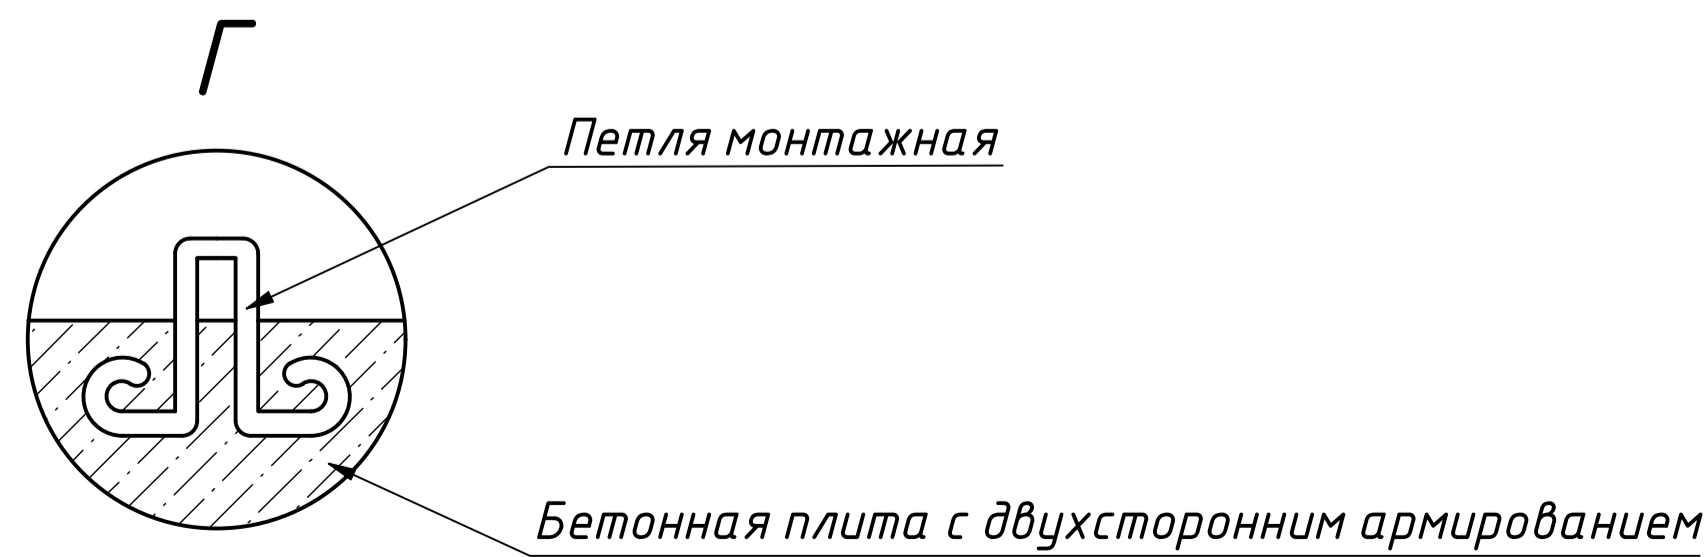 Г
Петля монтажная
Бетонная плита с двухсторонним армированием